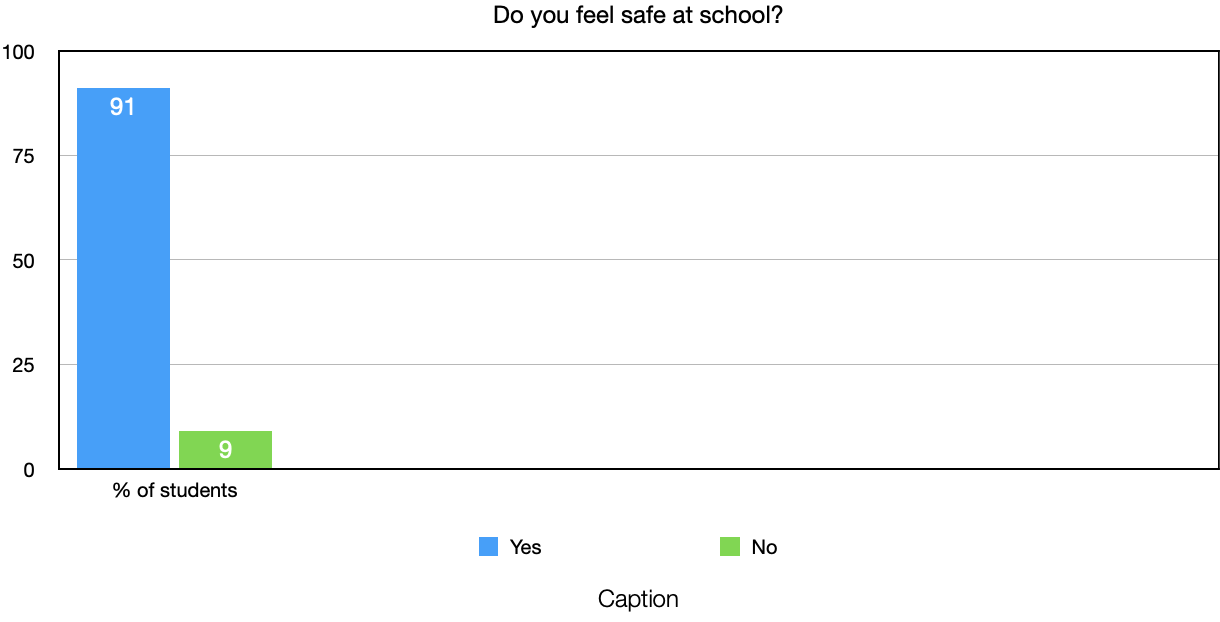 Do you feel safe at school?
100
91
75
50
25
9
0
% of students
Yes No
Caption